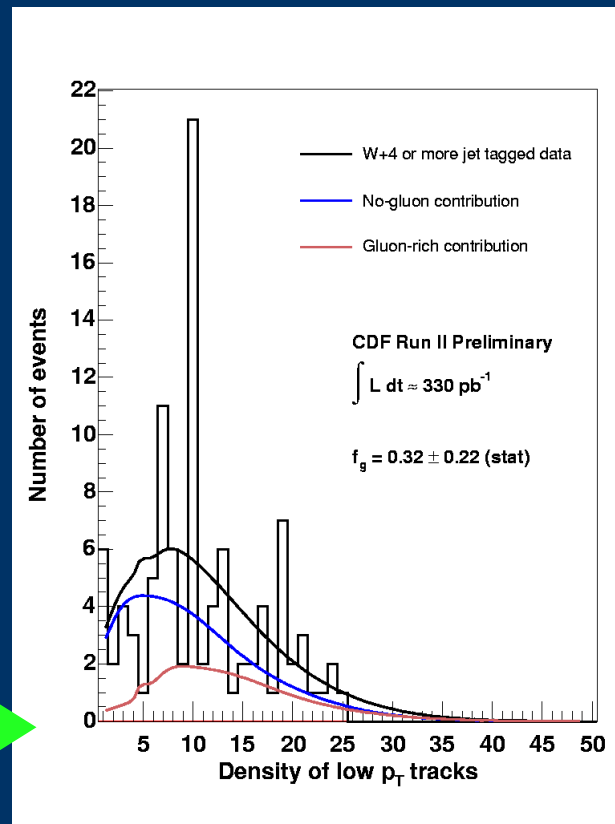 22
20
18
16
14
12
10
8
6
4
2
0
Number of events
W+4 or more jet tagged data
No-gluon contribution
Gluon-rich contribution
CDF Run II Preliminary
∫ L dt ≈ 330 pb⁻¹
f_g = 0.32 ± 0.22 (stat)
5 10 15 20 25 30 35 40 45 50
Density of low p_T tracks